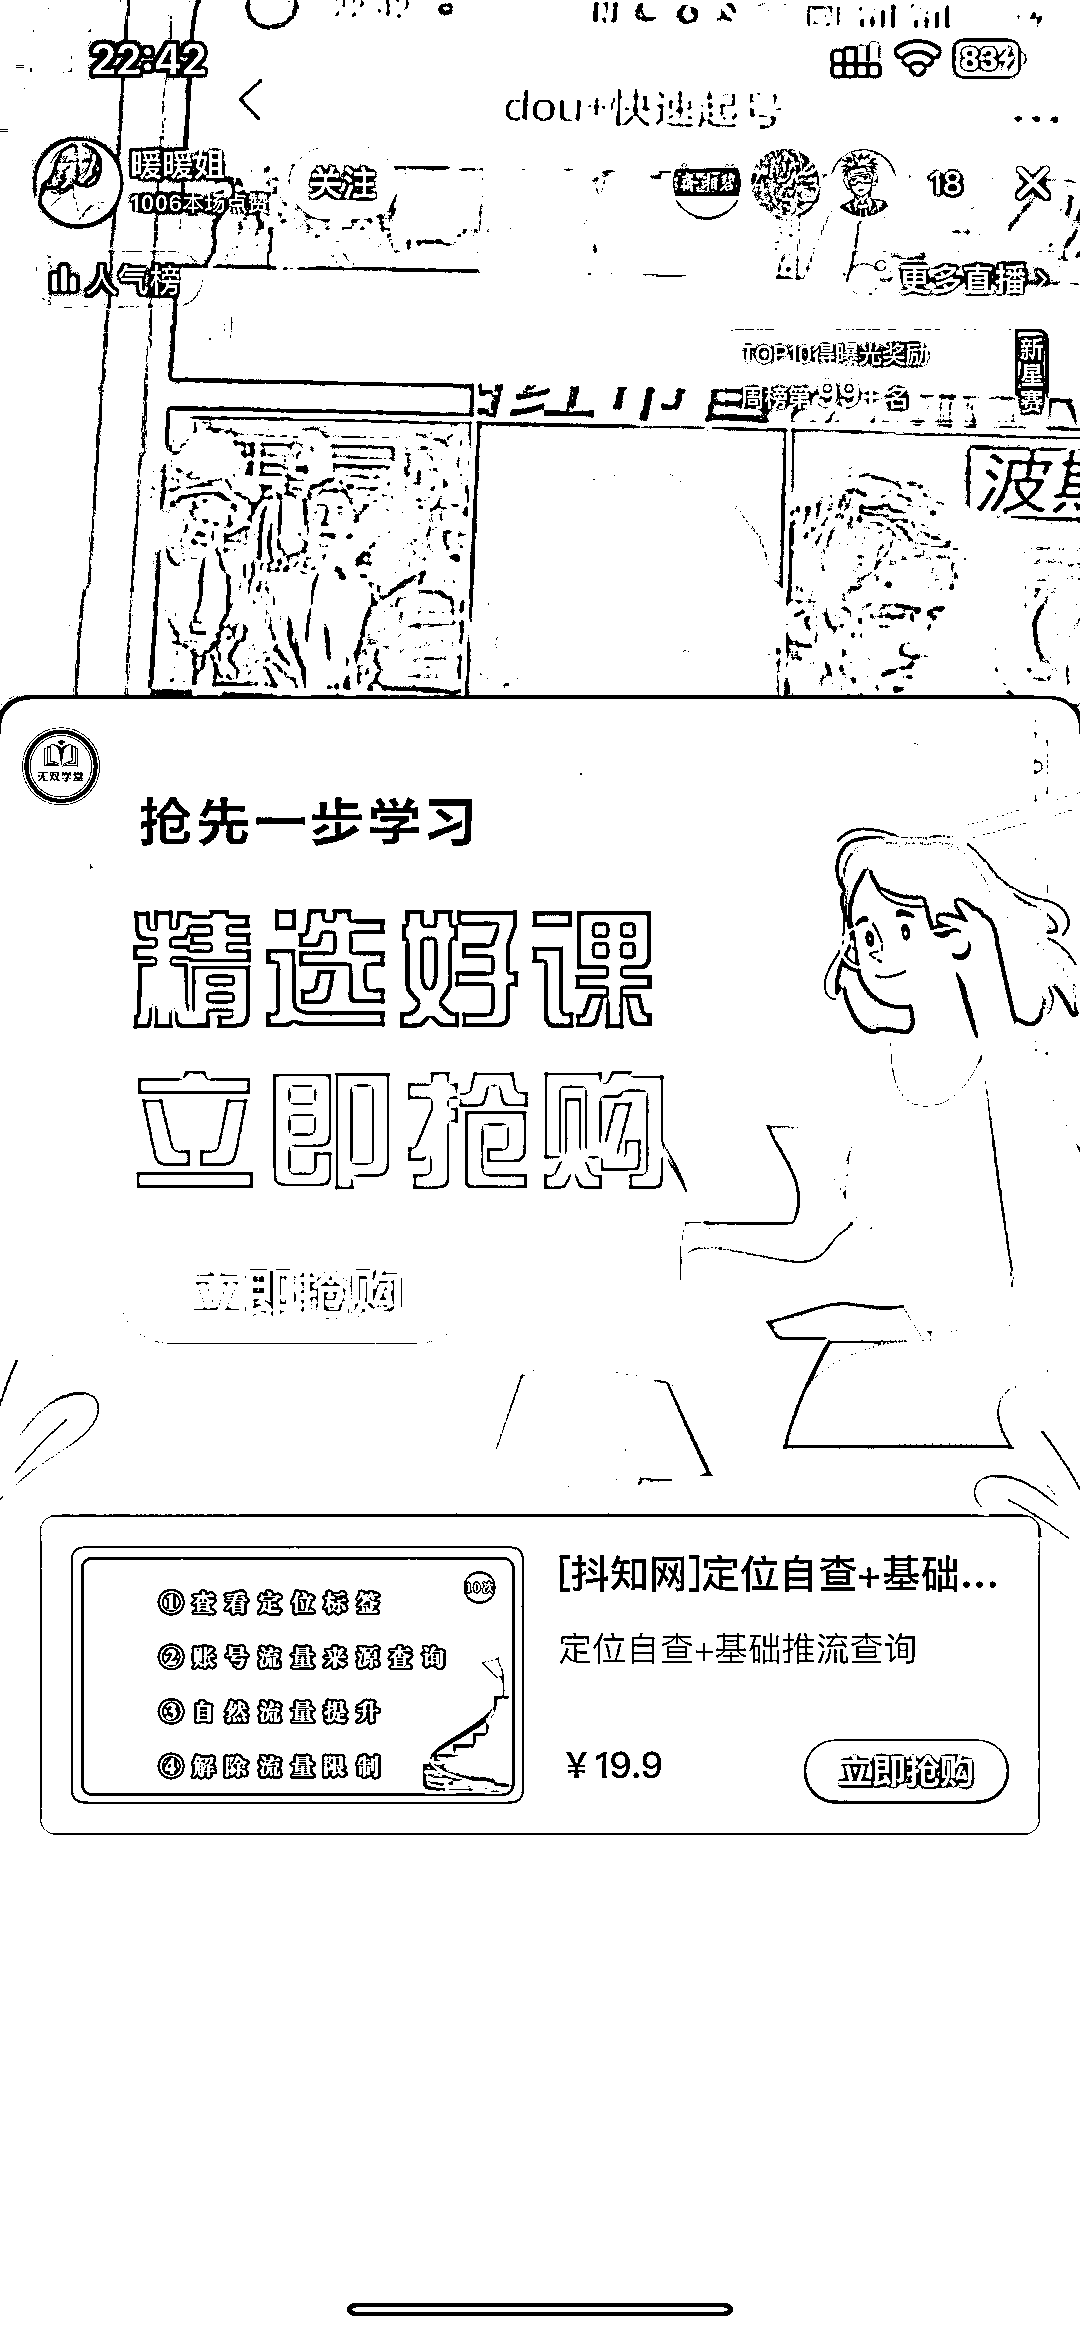 22:42
83
dou+快速起号
暖暖姐
1006本场点赞
关注
18
人气榜
更多直播
TOP10得曝光奖励
新星赛
周榜第99+名
无双学堂
抢先一步学习
精选好课
立即抢购
立即抢购
[抖知网]定位自查+基础...
①查看定位标签
②账号流量来源查询
③自然流量提升
④解除流量限制
定位自查+基础推流查询
¥19.9
立即抢购